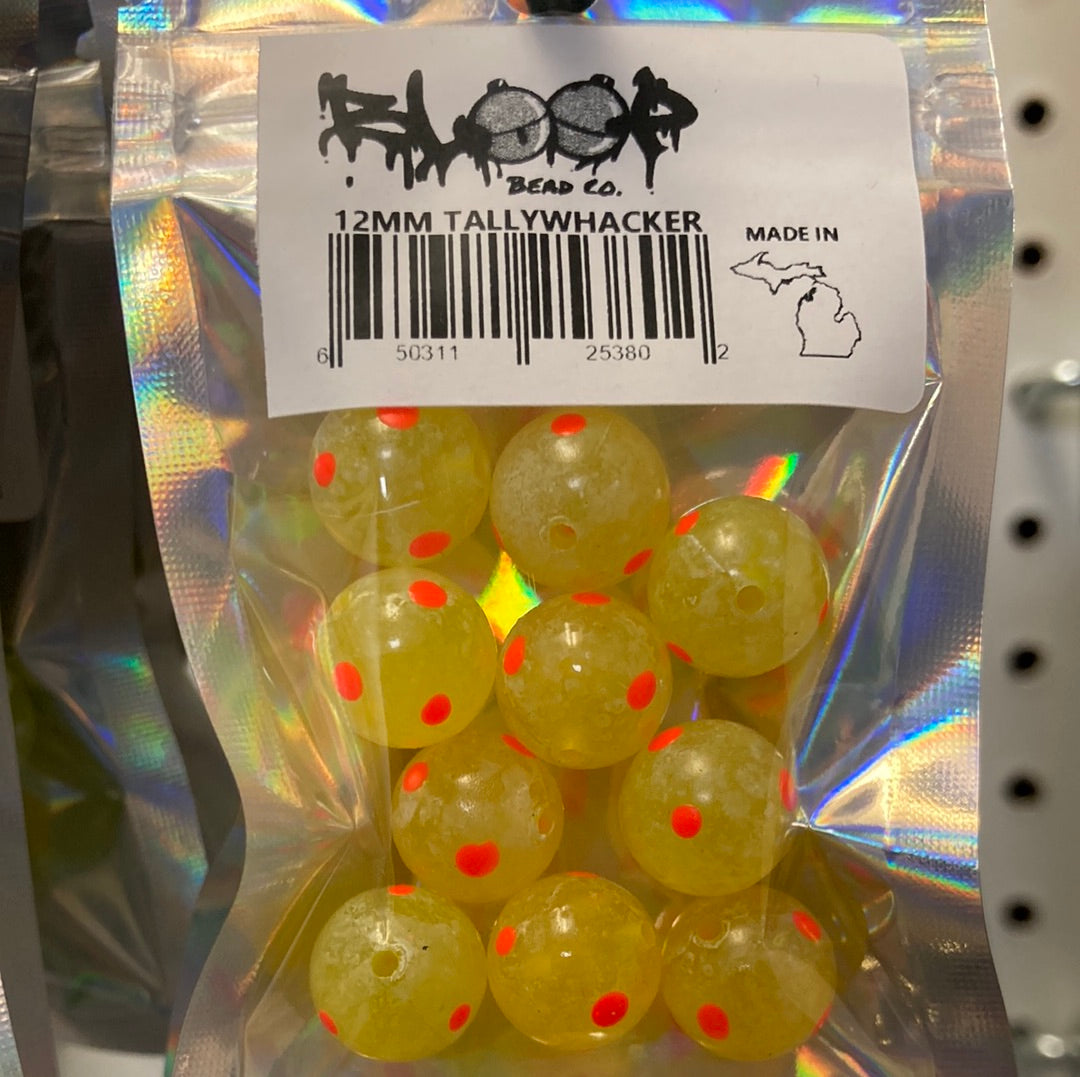 BLOOP
BEAD CO.
12MM TALLYWHACKER
MADE IN
6 50311 25380 2